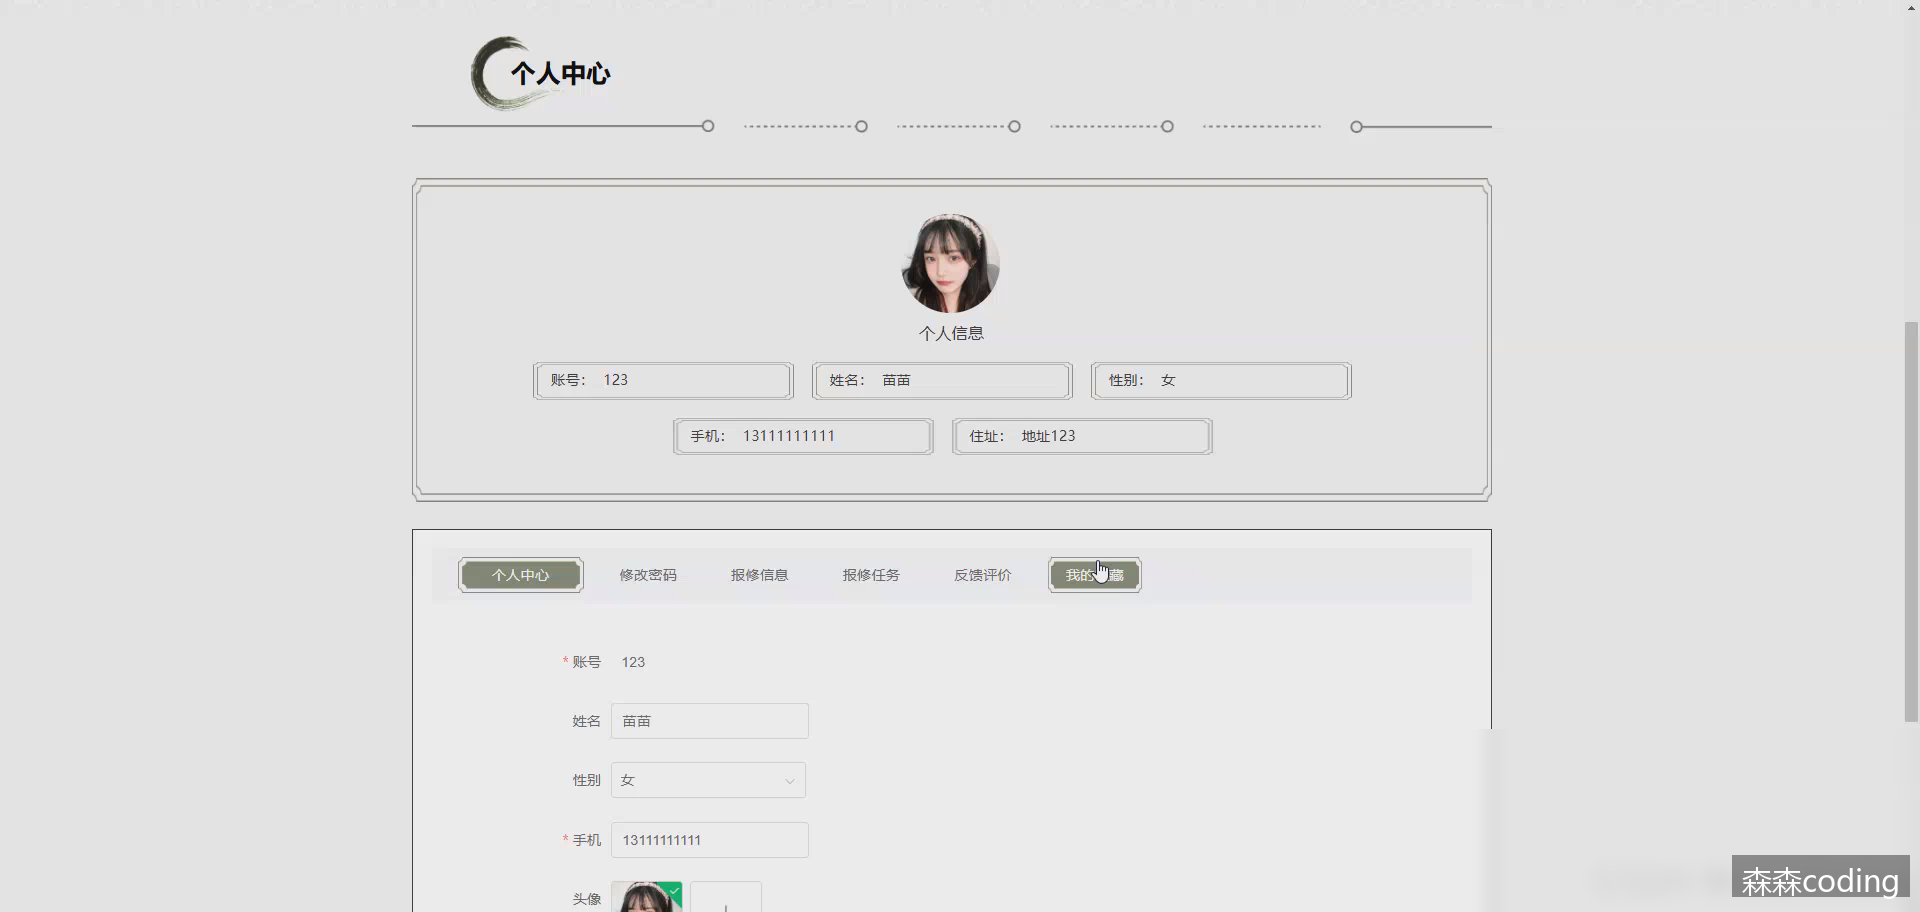 个人中心
个人信息
账号： 123
姓名： 苗苗
性别： 女
手机： 13111111111
住址： 地址123
个人中心 修改密码 报修信息 报修任务 反馈评价 我的 藏
* 账号 123
姓名 苗苗
性别 女
* 手机 13111111111
头像
森森coding